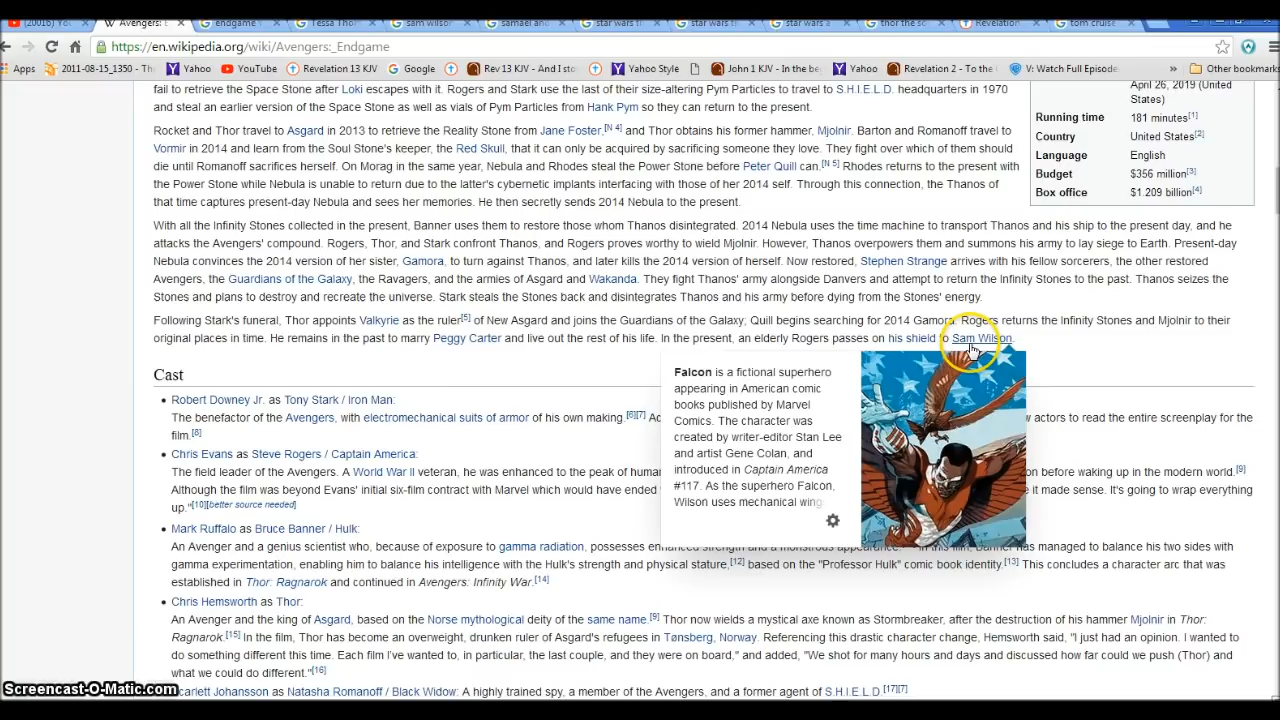 (2001b) Y
Avengers: E
endgame
Tessa Tho
sam wilso
samael an
star wars t
star wars t
star wars a
thor the so
Revelation
tom cruise
https://en.wikipedia.org/wiki/Avengers:_Endgame
Apps 2011-08-15_1350 - Th Yahoo YouTube Revelation 13 KJV Google Rev 13 KJV - And I sto Yahoo Style John 1 KJV - In the be Yahoo Revelation 2 - To the V: Watch Full Episode » Other bookmarks
fail to retrieve the Space Stone after Loki escapes with it. Rogers and Stark use the last of their size-altering Pym Particles to travel to S.H.I.E.L.D. headquarters in 1970
and steal an earlier version of the Space Stone as well as vials of Pym Particles from Hank Pym so they can return to the present.
Rocket and Thor travel to Asgard in 2013 to retrieve the Reality Stone from Jane Foster,[N 4] and Thor obtains his former hammer, Mjolnir. Barton and Romanoff travel to
Vormir in 2014 and learn from the Soul Stone's keeper, the Red Skull, that it can only be acquired by sacrificing someone they love. They fight over which of them should
die until Romanoff sacrifices herself. On Morag in the same year, Nebula and Rhodes steal the Power Stone before Peter Quill can.[N 5] Rhodes returns to the present with
the Power Stone while Nebula is unable to return due to the latter's cybernetic implants interfacing with those of her 2014 self. Through this connection, the Thanos of
that time captures present-day Nebula and sees her memories. He then secretly sends 2014 Nebula to the present.
April 26, 2019 (United
States)
Running time 181 minutes[1]
Country United States[2]
Language English
Budget $356 million[3]
Box office $1.209 billion[4]
With all the Infinity Stones collected in the present, Banner uses them to restore those whom Thanos disintegrated. 2014 Nebula uses the time machine to transport Thanos and his ship to the present day, and he
attacks the Avengers' compound. Rogers, Thor, and Stark confront Thanos, and Rogers proves worthy to wield Mjolnir. However, Thanos overpowers them and summons his army to lay siege to Earth. Present-day
Nebula convinces the 2014 version of her sister, Gamora, to turn against Thanos, and later kills the 2014 version of herself. Now restored, Stephen Strange arrives with his fellow sorcerers, the other restored
Avengers, the Guardians of the Galaxy, the Ravagers, and the armies of Asgard and Wakanda. They fight Thanos' army alongside Danvers and attempt to return the Infinity Stones to the past. Thanos seizes the
Stones and plans to destroy and recreate the universe. Stark steals the Stones back and disintegrates Thanos and his army before dying from the Stones' energy.
Following Stark's funeral, Thor appoints Valkyrie as the ruler[5] of New Asgard and joins the Guardians of the Galaxy; Quill begins searching for 2014 Gamora. Rogers returns the Infinity Stones and Mjolnir to their
original places in time. He remains in the past to marry Peggy Carter and live out the rest of his life. In the present, an elderly Rogers passes on his shield to Sam Wilson.
Falcon is a fictional superhero
appearing in American comic
books published by Marvel
Comics. The character was
created by writer-editor Stan Lee
and artist Gene Colan, and
introduced in Captain America
#117. As the superhero Falcon,
Wilson uses mechanical wing
Cast
Robert Downey Jr. as Tony Stark / Iron Man:
The benefactor of the Avengers, with electromechanical suits of armor of his own making.[6][7] w actors to read the entire screenplay for the
film.[8]
Chris Evans as Steve Rogers / Captain America:
The field leader of the Avengers. A World War II veteran, he was enhanced to the peak of huma on before waking up in the modern world.[9]
Although the film was beyond Evans' initial six-film contract with Marvel which would have ended e it made sense. It's going to wrap everything
up."[10][better source needed]
Mark Ruffalo as Bruce Banner / Hulk:
An Avenger and a genius scientist who, because of exposure to gamma radiation, possesses enhanced strength and a monstrous appearance. In this film, Banner has managed to balance his two sides with
gamma experimentation, enabling him to balance his intelligence with the Hulk's strength and physical stature,[12] based on the "Professor Hulk" comic book identity.[13] This concludes a character arc that was
established in Thor: Ragnarok and continued in Avengers: Infinity War.[14]
Chris Hemsworth as Thor:
An Avenger and the king of Asgard, based on the Norse mythological deity of the same name.[9] Thor now wields a mystical axe known as Stormbreaker, after the destruction of his hammer Mjolnir in Thor:
Ragnarok.[15] In the film, Thor has become an overweight, drunken ruler of Asgard's refugees in Tønsberg, Norway. Referencing this drastic character change, Hemsworth said, "I just had an opinion. I wanted to
do something different this time. Each film I've wanted to, in particular, the last couple, and they were on board," and added, "We shot for many hours and days and discussed how far could we push (Thor) and
what we could do different."[16]
Scarlett Johansson as Natasha Romanoff / Black Widow: A highly trained spy, a member of the Avengers, and a former agent of S.H.I.E.L.D.[17][7]
Screencast-O-Matic.com